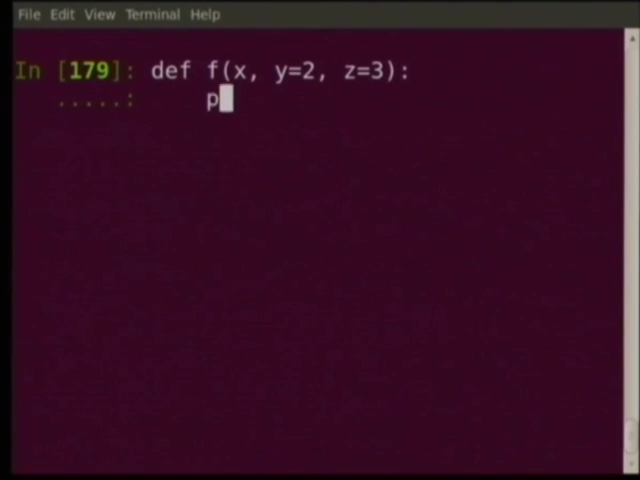 File Edit View Terminal Help
In [179]: def f(x, y=2, z=3):
.....: p